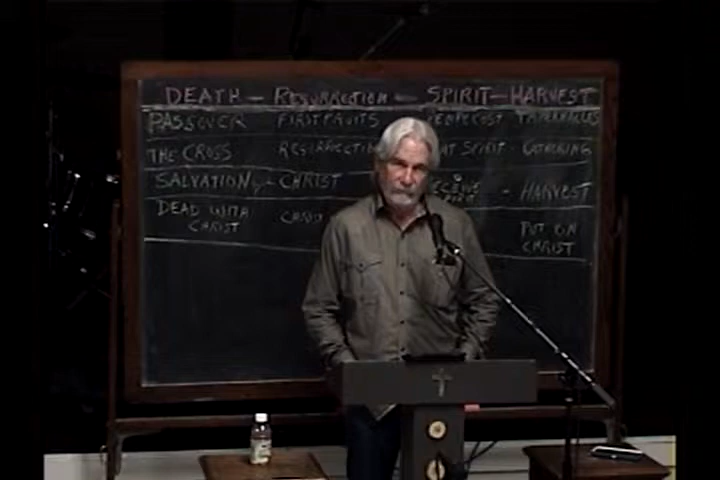 DEATH — RESURRECTION — SPIRIT — HARVEST
PASSOVER FIRSTFRUITS PENTECOST TABERNACLES
THE CROSS RESURRECTION SPIRIT - GATHERING
SALVATION CHRIST - HARVEST
DEAD WITH CHRIST
PUT ON CHRIST